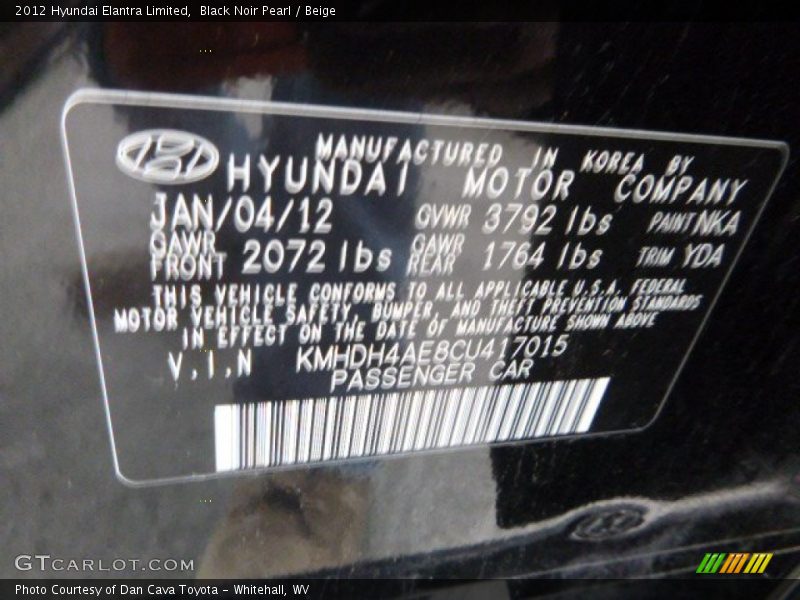 2012 Hyundai Elantra Limited,  Black Noir Pearl / Beige
MANUFACTURED IN KOREA BY
HYUNDAI MOTOR COMPANY
JAN/04/12 GVWR 3792 lbs PAINT NKA
GAWR FRONT 2072 lbs GAWR REAR 1764 lbs TRIM YDA
THIS VEHICLE CONFORMS TO ALL APPLICABLE U.S.A. FEDERAL
MOTOR VEHICLE SAFETY, BUMPER, AND THEFT PREVENTION STANDARDS
IN EFFECT ON THE DATE OF MANUFACTURE SHOWN ABOVE
V.I.N KMHDH4AE8CU417015
PASSENGER CAR
GTCARLOT.COM
Photo Courtesy of Dan Cava Toyota – Whitehall, WV